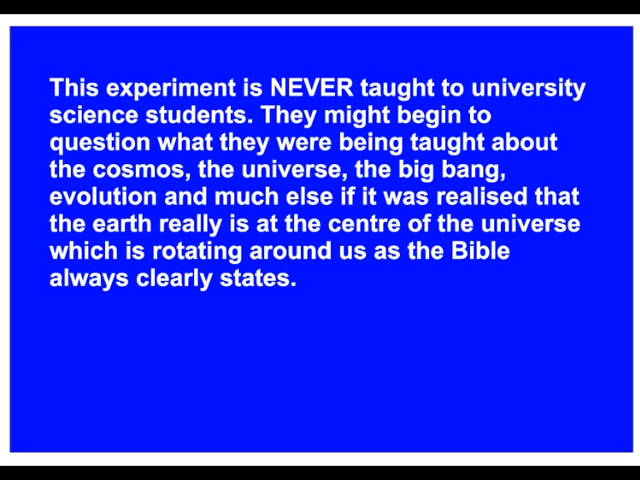 This experiment is NEVER taught to university
science students. They might begin to
question what they were being taught about
the cosmos, the universe, the big bang,
evolution and much else if it was realised that
the earth really is at the centre of the universe
which is rotating around us as the Bible
always clearly states.